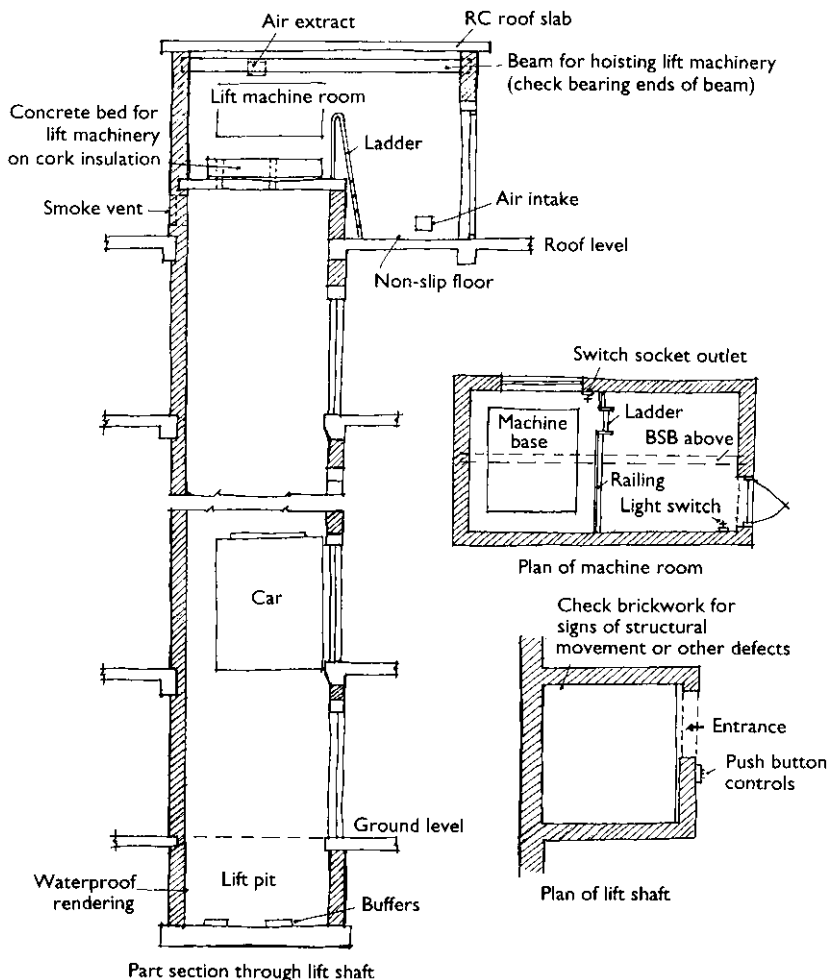 Air extract
RC roof slab
Beam for hoisting lift machinery
(check bearing ends of beam)
Lift machine room
Concrete bed for
lift machinery
on cork insulation
Ladder
Smoke vent
Air intake
Roof level
Non-slip floor
Switch socket outlet
Machine
base
Ladder
BSB above
Railing
Light switch
Plan of machine room
Car
Check brickwork for
signs of structural
movement or other defects
Entrance
Push button
controls
Plan of lift shaft
Ground level
Waterproof
rendering
Lift pit
Buffers
Part section through lift shaft